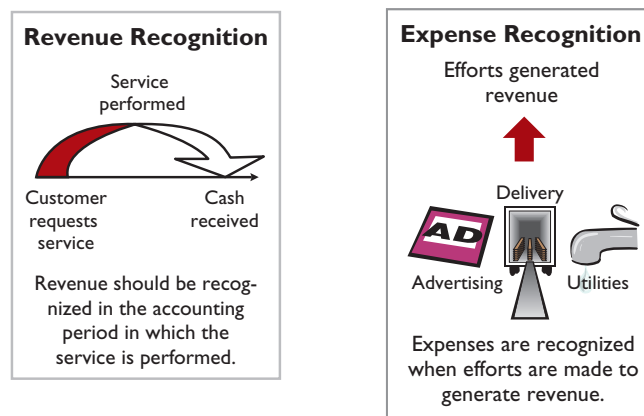 Revenue Recognition
Service
performed
Customer
requests
service
Cash
received
Revenue should be recog-
nized in the accounting
period in which the
service is performed.
Expense Recognition
Efforts generated
revenue
Delivery
AD
Advertising
Utilities
Expenses are recognized
when efforts are made to
generate revenue.